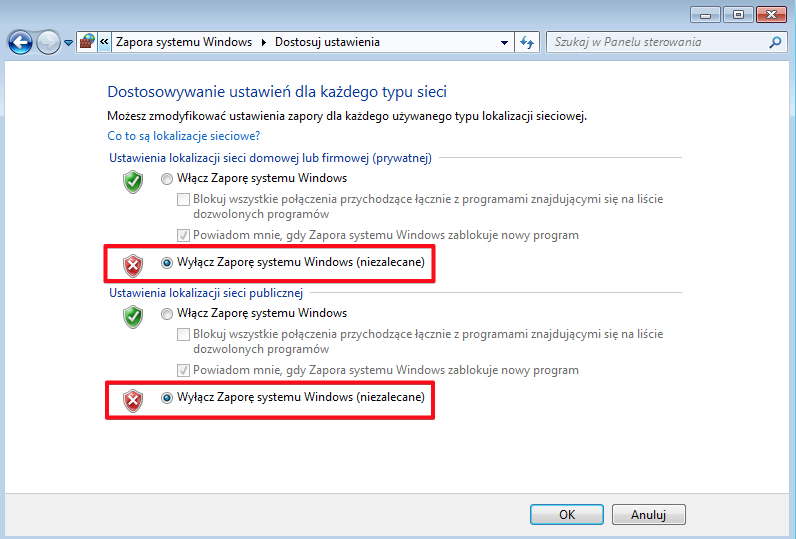 Zapora systemu Windows
Dostosuj ustawienia
Szukaj w Panelu sterowania
Dostosowywanie ustawień dla każdego typu sieci
Możesz zmodyfikować ustawienia zapory dla każdego używanego typu lokalizacji sieciowej.
Co to są lokalizacje sieciowe?
Ustawienia lokalizacji sieci domowej lub firmowej (prywatnej)
Włącz Zaporę systemu Windows
Blokuj wszystkie połączenia przychodzące łącznie z programami znajdującymi się na liście
dozwolonych programów
Powiadom mnie, gdy Zapora systemu Windows zablokuje nowy program
Wyłącz Zaporę systemu Windows (niezalecane)
Ustawienia lokalizacji sieci publicznej
Włącz Zaporę systemu Windows
Blokuj wszystkie połączenia przychodzące łącznie z programami znajdującymi się na liście
dozwolonych programów
Powiadom mnie, gdy Zapora systemu Windows zablokuje nowy program
Wyłącz Zaporę systemu Windows (niezalecane)
OK
Anuluj